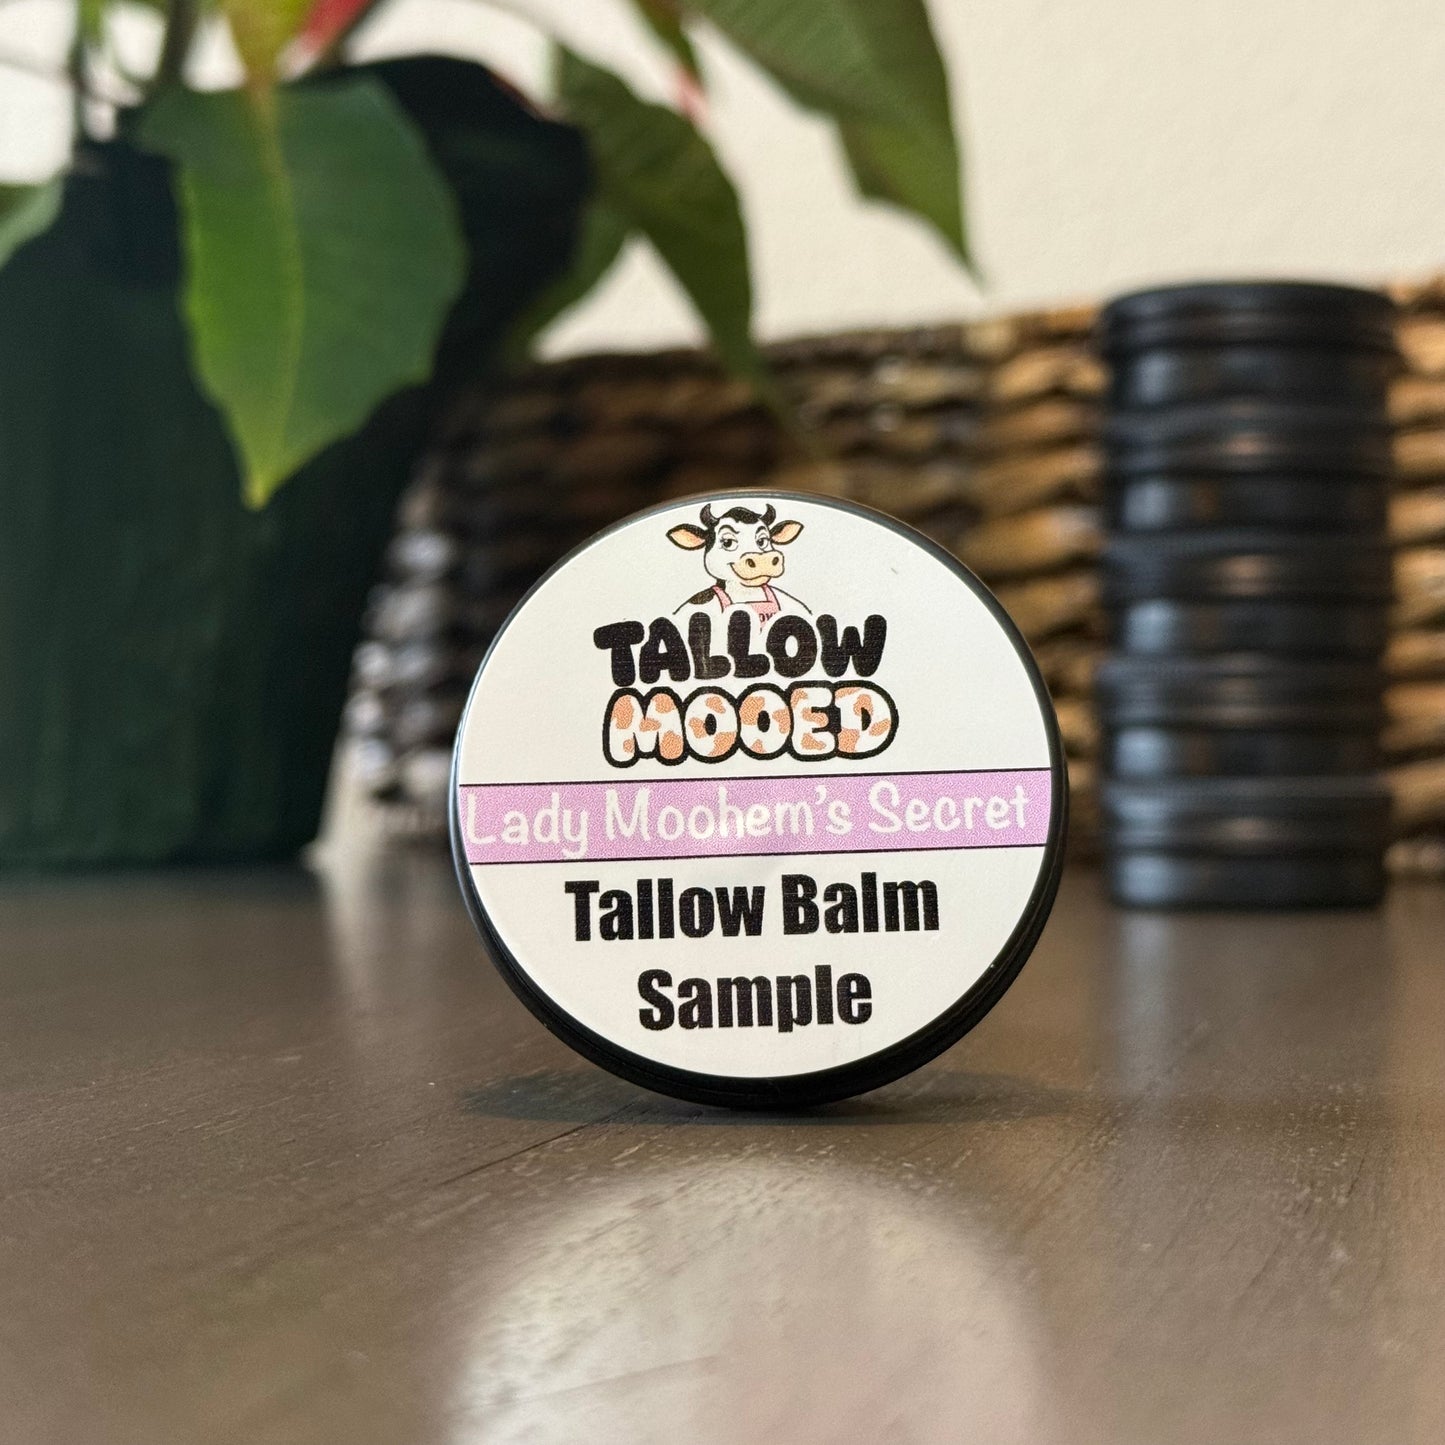 TALLOW
MOOED
Lady Moohem's Secret
Tallow Balm
Sample